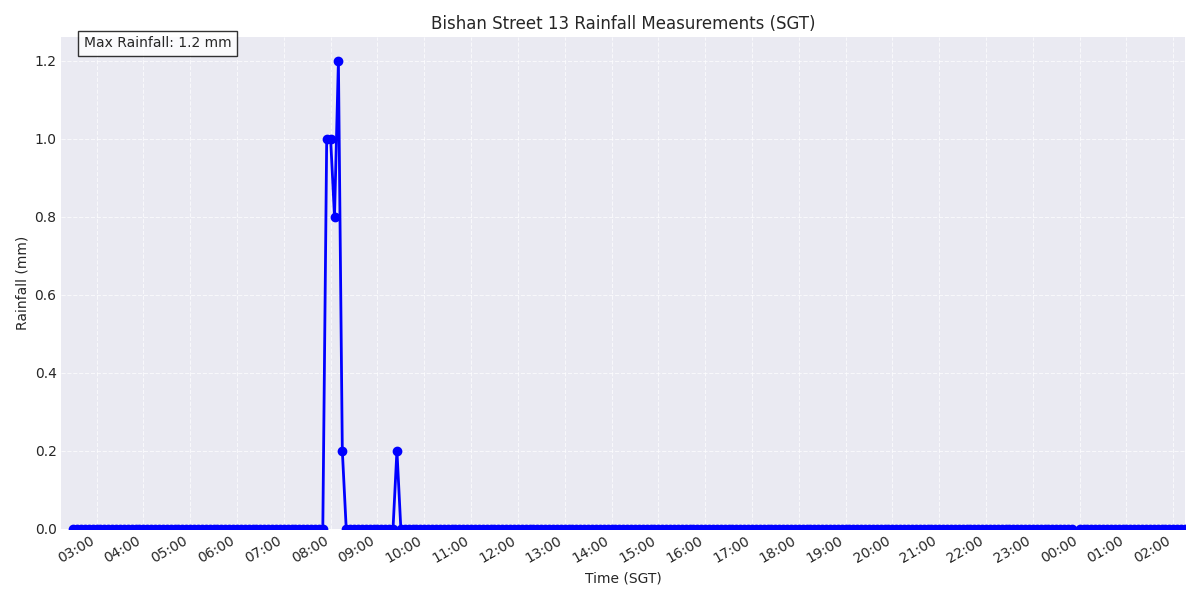 Bishan Street 13 Rainfall Measurements (SGT)
Max Rainfall: 1.2 mm
1.2
1.0
0.8
0.6
0.4
0.2
0.0
Rainfall (mm)
03:00 04:00 05:00 06:00 07:00 08:00 09:00 10:00 11:00 12:00 13:00 14:00 15:00 16:00 17:00 18:00 19:00 20:00 21:00 22:00 23:00 00:00 01:00 02:00
Time (SGT)